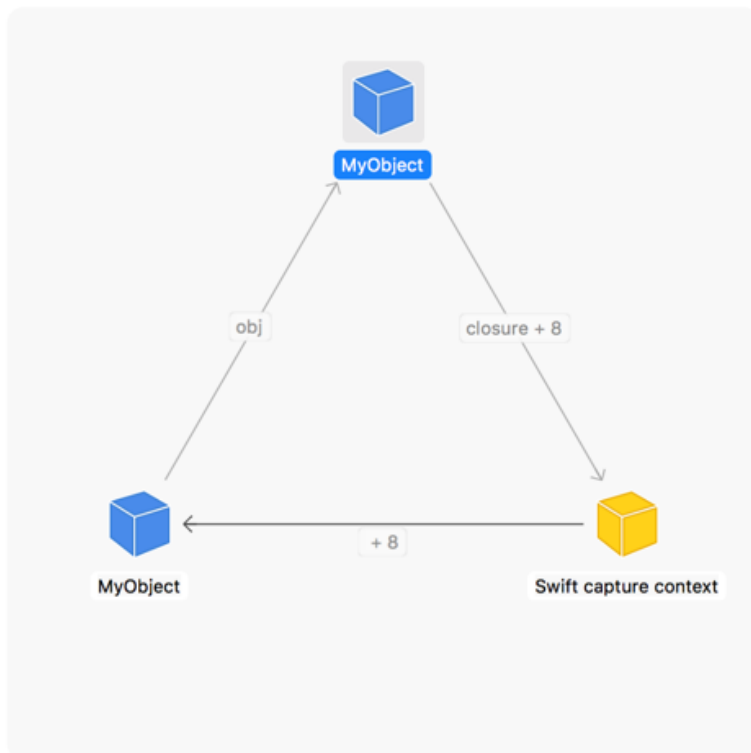 MyObject
obj
closure + 8
+ 8
MyObject
Swift capture context